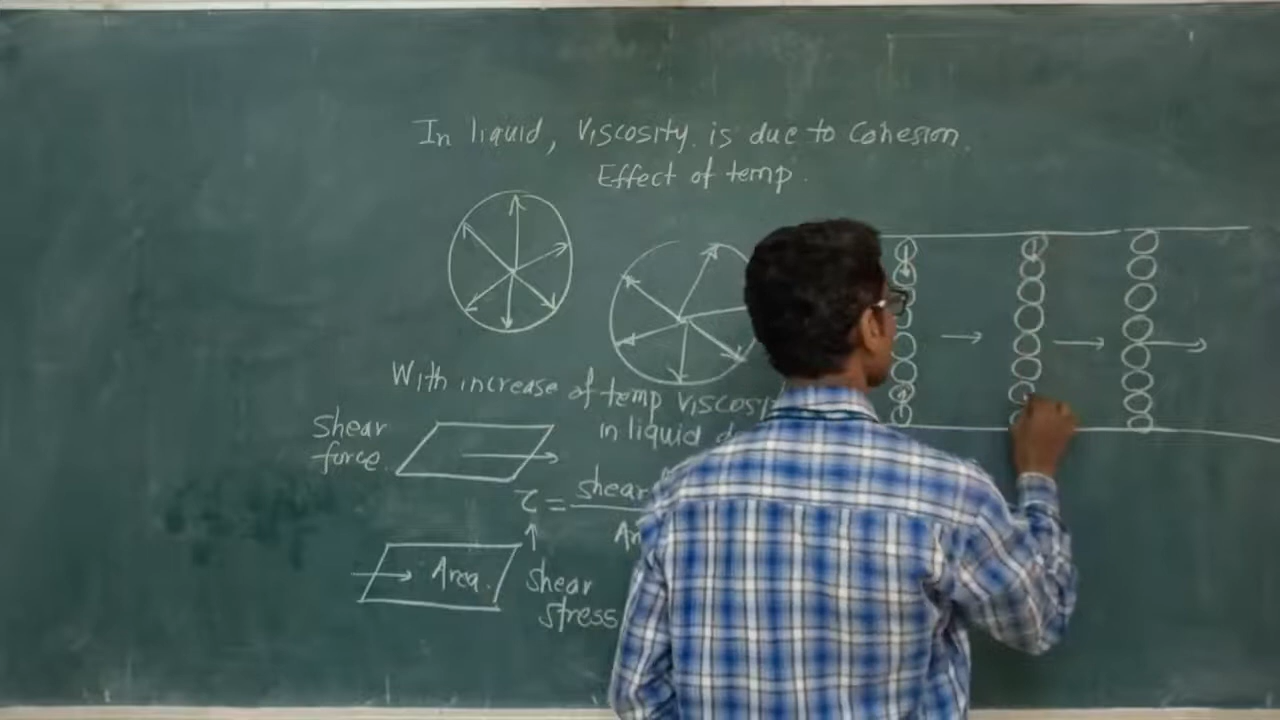 In liquid, Viscosity is due to Cohesion.
Effect of temp.
With increase of temp
in liquid
Shear
force.
τ = shear
Area.
shear
stress